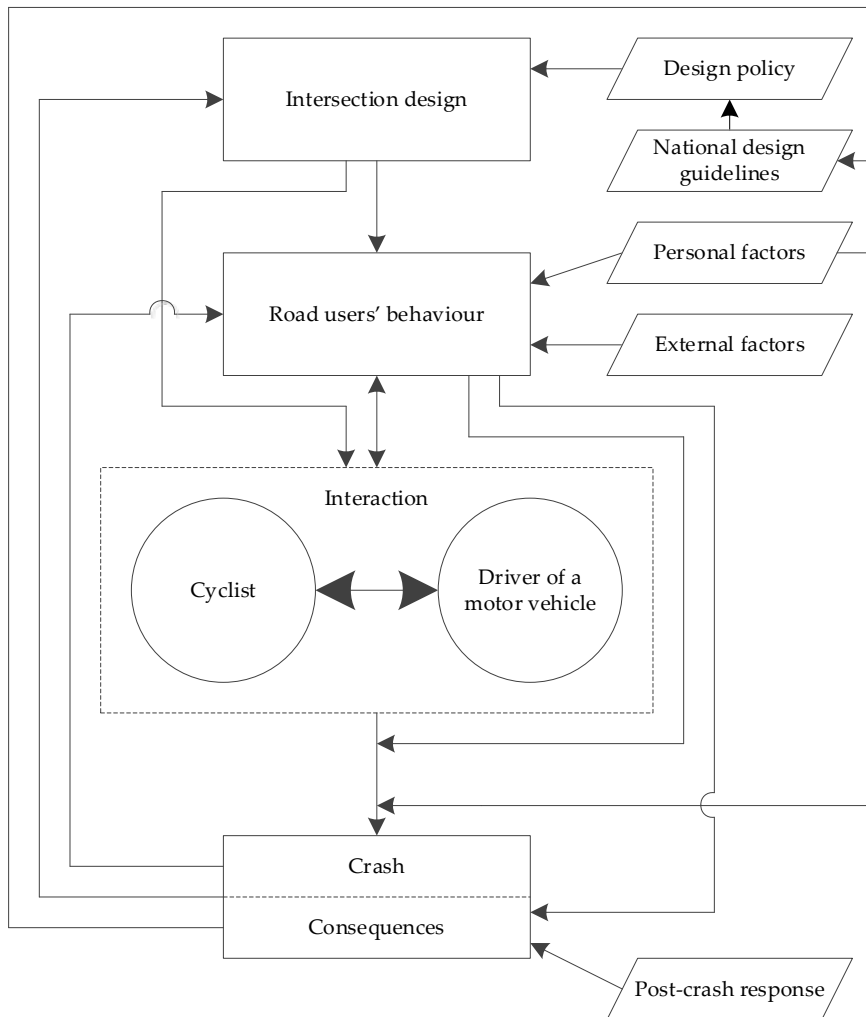 Intersection design
Design policy
National design
guidelines
Personal factors
Road users’ behaviour
External factors
Interaction
Cyclist
Driver of a
motor vehicle
Crash
Consequences
Post-crash response